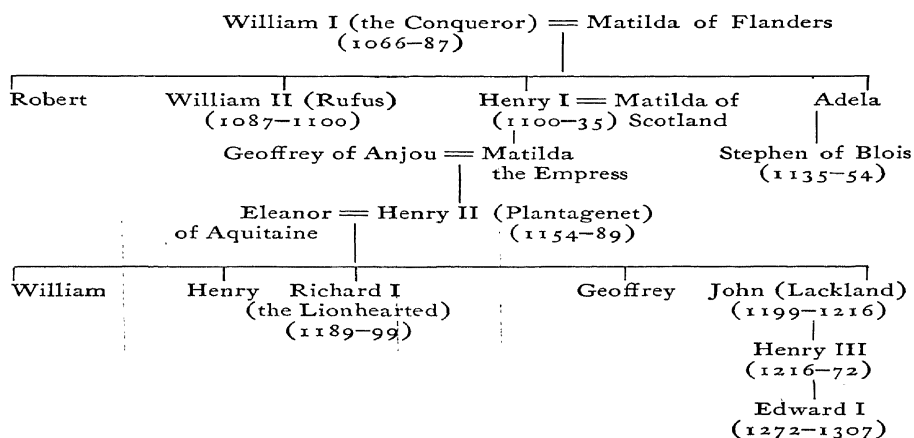 William I (the Conqueror) = Matilda of Flanders
(1066–87)
Robert William II (Rufus) Henry I = Matilda of Adela
(1087–1100) (1100–35) Scotland
Geoffrey of Anjou = Matilda Stephen of Blois
the Empress (1135–54)
Eleanor = Henry II (Plantagenet)
of Aquitaine (1154–89)
William Henry Richard I Geoffrey John (Lackland)
(the Lionhearted) (1199–1216)
(1189–99)
Henry III
(1216–72)
Edward I
(1272–1307)